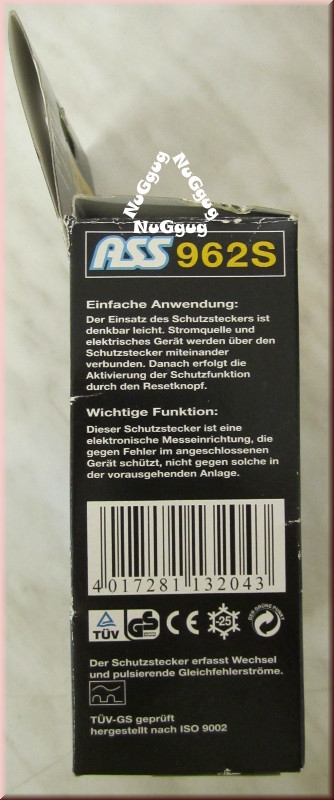 NuGgug
NuGgug
NuGgug
ASS 962S
Einfache Anwendung:
Der Einsatz des Schutzsteckers ist
denkbar leicht. Stromquelle und
elektrisches Gerät werden über den
Schutzstecker miteinander
verbunden. Danach erfolgt die
Aktivierung der Schutzfunktion
durch den Resetknopf.
Wichtige Funktion:
Dieser Schutzstecker ist eine
elektronische Messeinrichtung, die
gegen Fehler im angeschlossenen
Gerät schützt, nicht gegen solche in
der vorausgehenden Anlage.
4 017281 132043
TÜV GS CE -25 DER GRÜNE PUNKT
Der Schutzstecker erfasst Wechsel
und pulsierende Gleichfehlerströme.
TÜV-GS geprüft
hergestellt nach ISO 9002